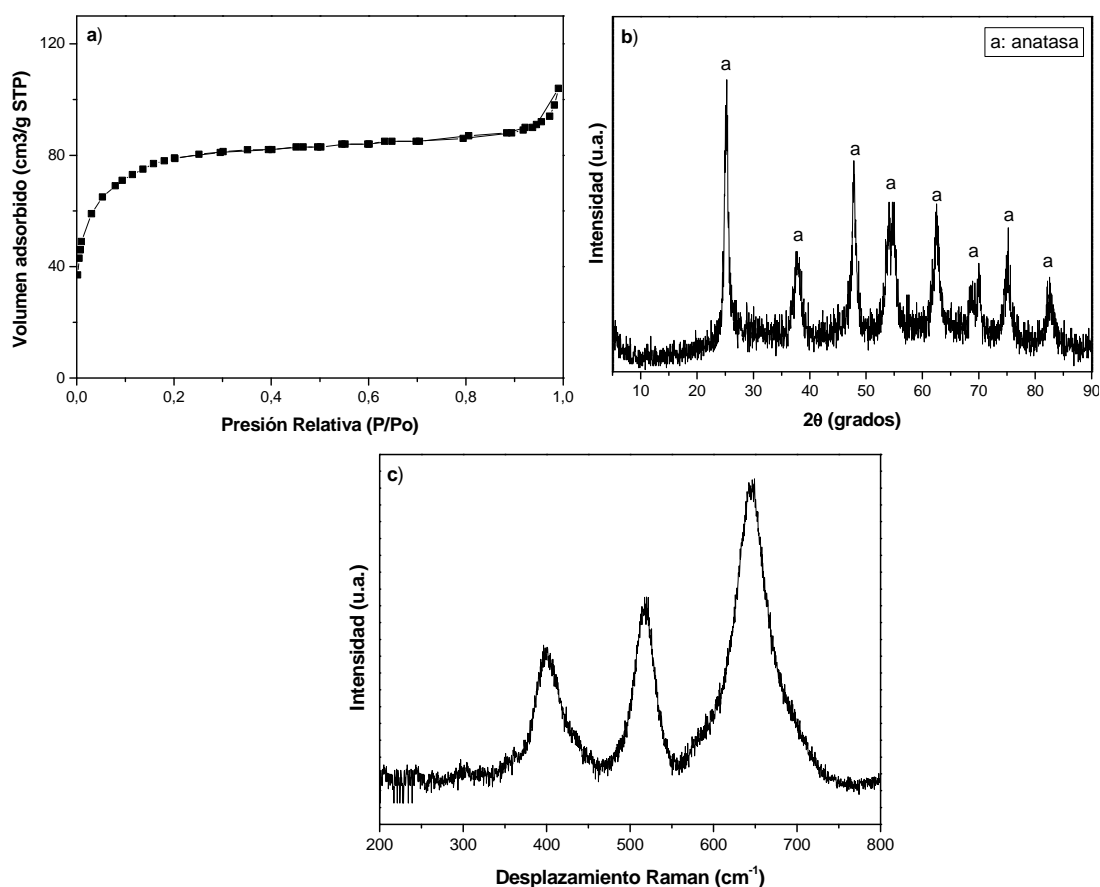 a)
120
80
40
0
0,0 0,2 0,4 0,6 0,8 1,0
Volumen adsorbido (cm3/g STP)
Presión Relativa (P/Po)
b)
a: anatasa
a
a
a
a
a
a
a
a
10 20 30 40 50 60 70 80 90
Intensidad (u.a.)
2θ (grados)
c)
Intensidad (u.a.)
200 300 400 500 600 700 800
Desplazamiento Raman (cm⁻¹)